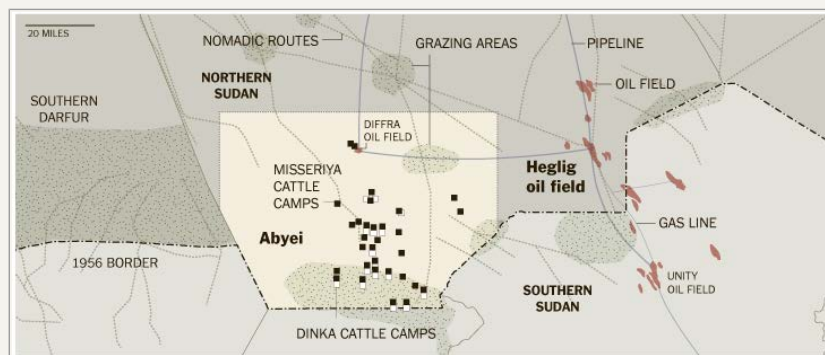 20 MILES
NOMADIC ROUTES
GRAZING AREAS
PIPELINE
NORTHERN
SUDAN
OIL FIELD
SOUTHERN
DARFUR
DIFFRA
OIL FIELD
MISSERIYA
CATTLE
CAMPS
Heglig
oil field
Abyei
GAS LINE
1956 BORDER
SOUTHERN
SUDAN
UNITY
OIL FIELD
DINKA CATTLE CAMPS